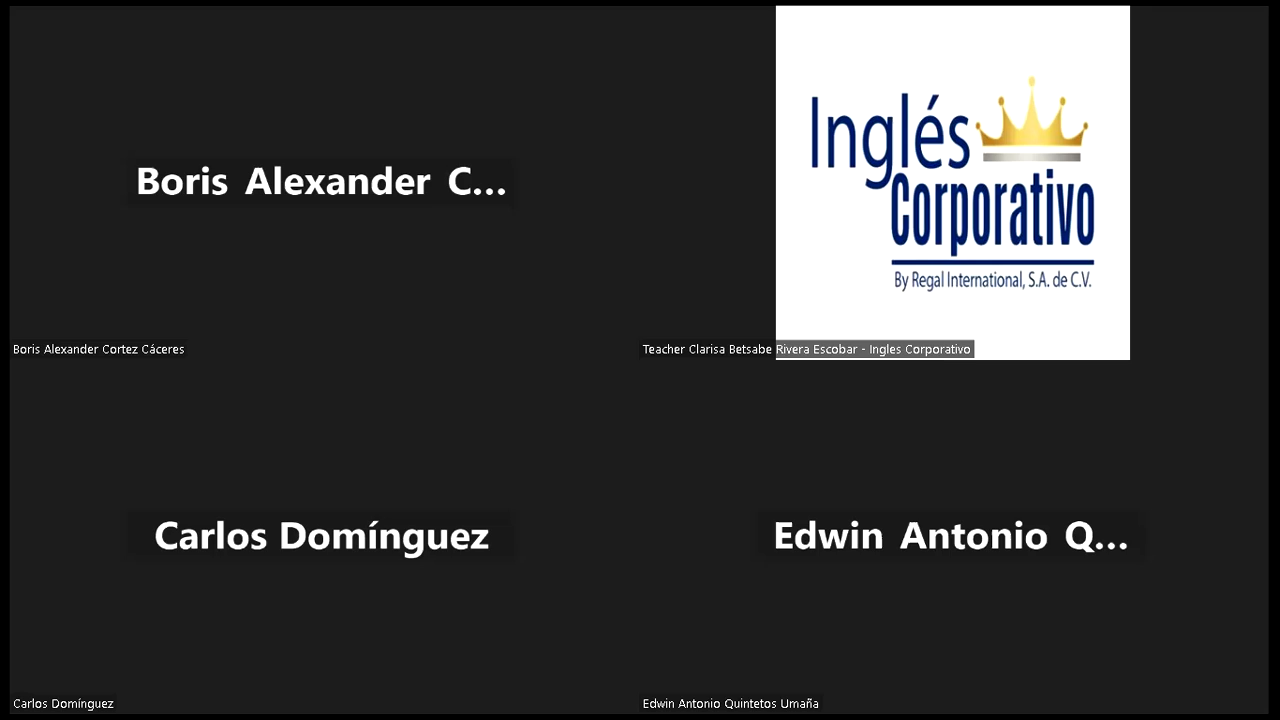 Boris Alexander C...
Boris Alexander Cortez Cáceres
Inglés
Corporativo
By Regal International, S.A. de C.V.
Teacher Clarisa Betsabe Rivera Escobar - Ingles Corporativo
Carlos Domínguez
Carlos Domínguez
Edwin Antonio Q...
Edwin Antonio Quintetos Umaña